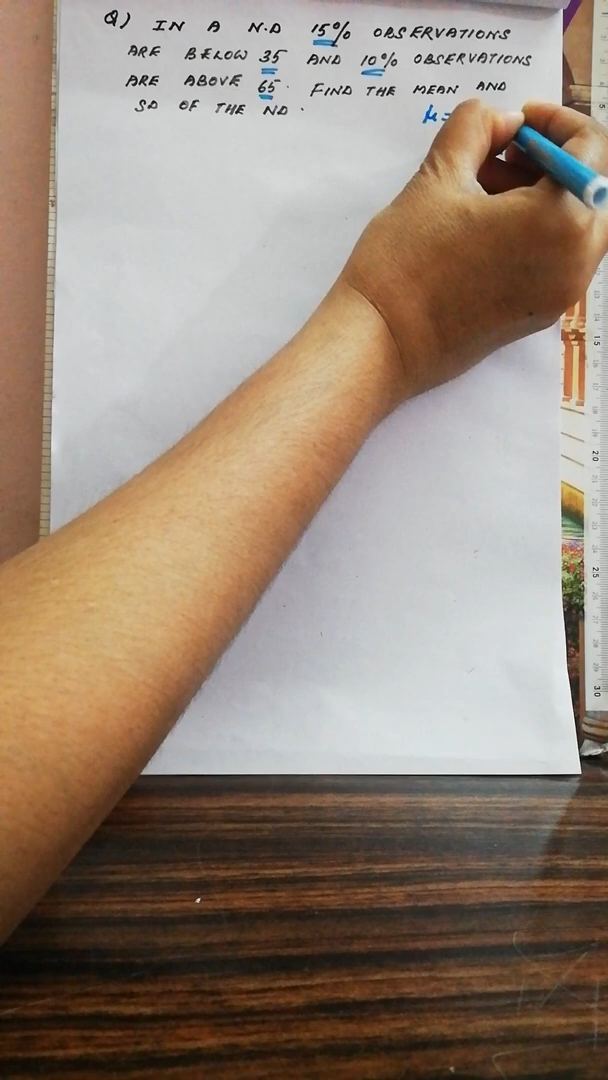 Q) IN A N.D 15% OBSERVATIONS
ARE BELOW 35 AND 10% OBSERVATIONS
ARE ABOVE 65. FIND THE MEAN AND
SD OF THE ND.
μ=